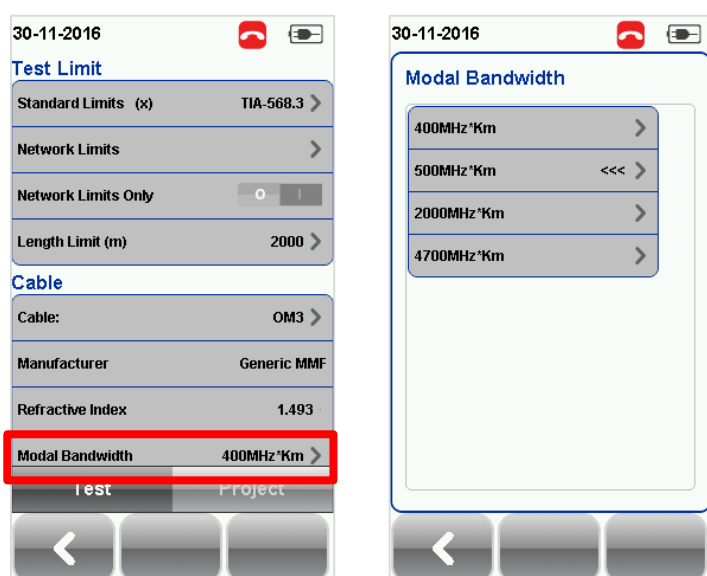 30-11-2016
Test Limit
Standard Limits (x) TIA-568.3
Network Limits
Network Limits Only O I
Length Limit (m) 2000
Cable
Cable: OM3
Manufacturer Generic MMF
Refractive Index 1.493
Modal Bandwidth 400MHz*Km
Test Project
30-11-2016
Modal Bandwidth
400MHz*Km
500MHz*Km <<<
2000MHz*Km
4700MHz*Km